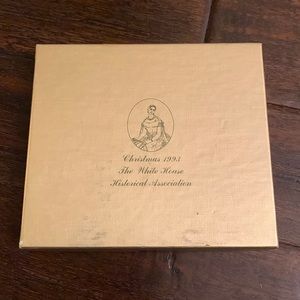 Christmas 1993
The White House
Historical Association